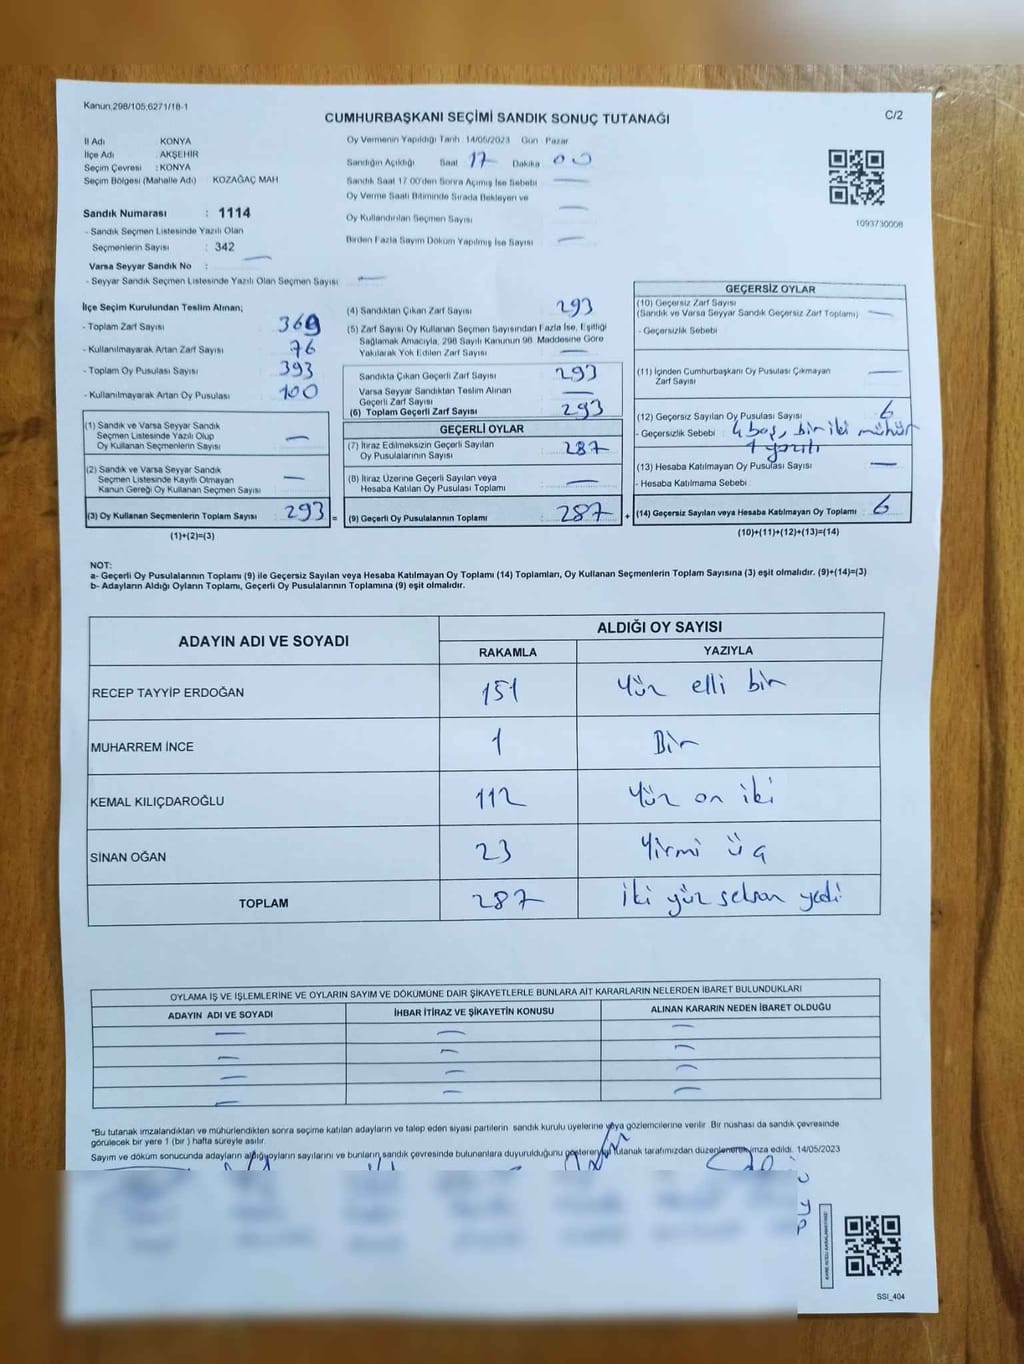 Kanun;298/105;6271/18-1
C/2
CUMHURBAŞKANI SEÇİMİ SANDIK SONUÇ TUTANAĞI
İl Adı : KONYA
İlçe Adı : AKŞEHİR
Seçim Çevresi : KONYA
Seçim Bölgesi (Mahalle Adı) KOZAĞAÇ MAH
Sandık Numarası : 1114
- Sandık Seçmen Listesinde Yazılı Olan
Seçmenlerin Sayısı : 342
Varsa Seyyar Sandık No : —
- Seyyar Sandık Seçmen Listesinde Yazılı Olan Seçmen Sayısı —
Oy Vermenin Yapıldığı Tarih 14/05/2023 Gün Pazar
Sandığın Açıldığı Saat 17 Dakika 00
Sandık Saat 17 00'den Sonra Açımış İse Sebebi —
Oy Verme Saati Bitiminde Sırada Bekleyen ve
Oy Kullandırılan Seçmen Sayısı —
Birden Fazla Sayım Döküm Yapılmış İse Sayısı —
1093730008
İlçe Seçim Kurulundan Teslim Alınan;
- Toplam Zarf Sayısı 369
- Kullanılmayarak Artan Zarf Sayısı 76
- Toplam Oy Pusulası Sayısı 393
- Kullanılmayarak Artan Oy Pusulası 100
(1) Sandık ve Varsa Seyyar Sandık
Seçmen Listesinde Yazılı Olup
Oy Kullanan Seçmenlerin Sayısı —
(2) Sandık ve Varsa Seyyar Sandık
Seçmen Listesinde Kayıtlı Olmayan
Kanun Gereği Oy Kullanan Seçmen Sayısı —
(3) Oy Kullanan Seçmenlerin Toplam Sayısı 293 =
(1)+(2)=(3)
(4) Sandıktan Çıkan Zarf Sayısı 293
(5) Zarf Sayısı Oy Kullanan Seçmen Sayısından Fazla İse, Eşitliği
Sağlamak Amacıyla, 298 Sayılı Kanunun 98 Maddesine Göre
Yakılarak Yok Edilen Zarf Sayısı —
Sandıkta Çıkan Geçerli Zarf Sayısı 293
Varsa Seyyar Sandıktan Teslim Alınan
Geçerli Zarf Sayısı —
(6) Toplam Geçerli Zarf Sayısı 293
GEÇERLİ OYLAR
(7) İtiraz Edilmeksizin Geçerli Sayılan
Oy Pusulalarının Sayısı 287
(8) İtiraz Üzerine Geçerli Sayılan veya
Hesaba Katılan Oy Pusulası Toplamı —
(9) Geçerli Oy Pusulalarının Toplamı 287 +
GEÇERSİZ OYLAR
(10) Geçersiz Zarf Sayısı
(Sandık ve Varsa Seyyar Sandık Geçersiz Zarf Toplamı) —
- Geçersizlik Sebebi
(11) İçinden Cumhurbaşkanı Oy Pusulası Çıkmayan
Zarf Sayısı —
(12) Geçersiz Sayılan Oy Pusulası Sayısı 6
- Geçersizlik Sebebi : 4 boş, bir iki mühür
1 yazılı
(13) Hesaba Katılmayan Oy Pusulası Sayısı —
- Hesaba Katılmama Sebebi :
(14) Geçersiz Sayılan veya Hesaba Katılmayan Oy Toplamı 6
(10)+(11)+(12)+(13)=(14)
NOT:
a- Geçerli Oy Pusulalarının Toplamı (9) ile Geçersiz Sayılan veya Hesaba Katılmayan Oy Toplamı (14) Toplamları, Oy Kullanan Seçmenlerin Toplam Sayısına (3) eşit olmalıdır. (9)+(14)=(3)
b- Adayların Aldığı Oyların Toplamı, Geçerli Oy Pusulalarının Toplamına (9) eşit olmalıdır.
ADAYIN ADI VE SOYADI
ALDIĞI OY SAYISI
RAKAMLA YAZIYLA
RECEP TAYYİP ERDOĞAN 151 Yüz elli bir
MUHARREM İNCE 1 Bir
KEMAL KILIÇDAROĞLU 112 Yüz on iki
SİNAN OĞAN 23 Yirmi üç
TOPLAM 287 iki yüz seksen yedi
OYLAMA İŞ VE İŞLEMLERİNE VE OYLARIN SAYIM VE DÖKÜMÜNE DAİR ŞİKAYETLERLE BUNLARA AİT KARARLARIN NELERDEN İBARET BULUNDUKLARI
ADAYIN ADI VE SOYADI İHBAR İTİRAZ VE ŞİKAYETİN KONUSU ALINAN KARARIN NEDEN İBARET OLDUĞU
*Bu tutanak imzalandıktan ve mühürlendikten sonra seçime katılan adayların ve talep eden siyasi partilerin sandık kurulu üyelerine veya gözlemcilerine verilir. Bir nüshası da sandık çevresinde
görülecek bir yere 1 (bir ) hafta süreyle asılır.
Sayım ve döküm sonucunda adayların aldığı oyların sayılarını ve bunların sandık çevresinde bulunanlara duyurulduğunu gösteren tutanak tarafımızdan düzenlenerek imza edildi. 14/05/2023
SSI_404